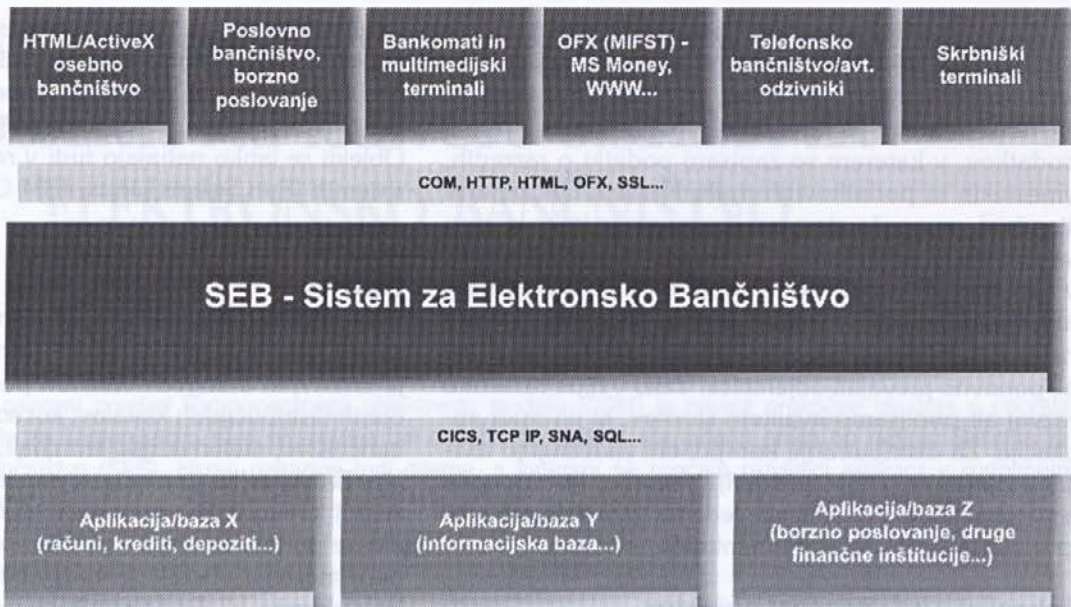 HTML/ActiveX
osebno
bančništvo
Poslovno
bančništvo,
borzno
poslovanje
Bankomati in
multimedijski
terminali
OFX (MIFST) -
MS Money,
WWW...
Telefonsko
bančništvo/avt.
odzivniki
Skrbniški
terminali
COM, HTTP, HTML, OFX, SSL...
SEB - Sistem za Elektronsko Bančništvo
CICS, TCP IP, SNA, SQL...
Aplikacija/baza X
(računi, krediti, depoziti...)
Aplikacija/baza Y
(informacijska baza...)
Aplikacija/baza Z
(borzno poslovanje, druge
finančne inštitucije...)